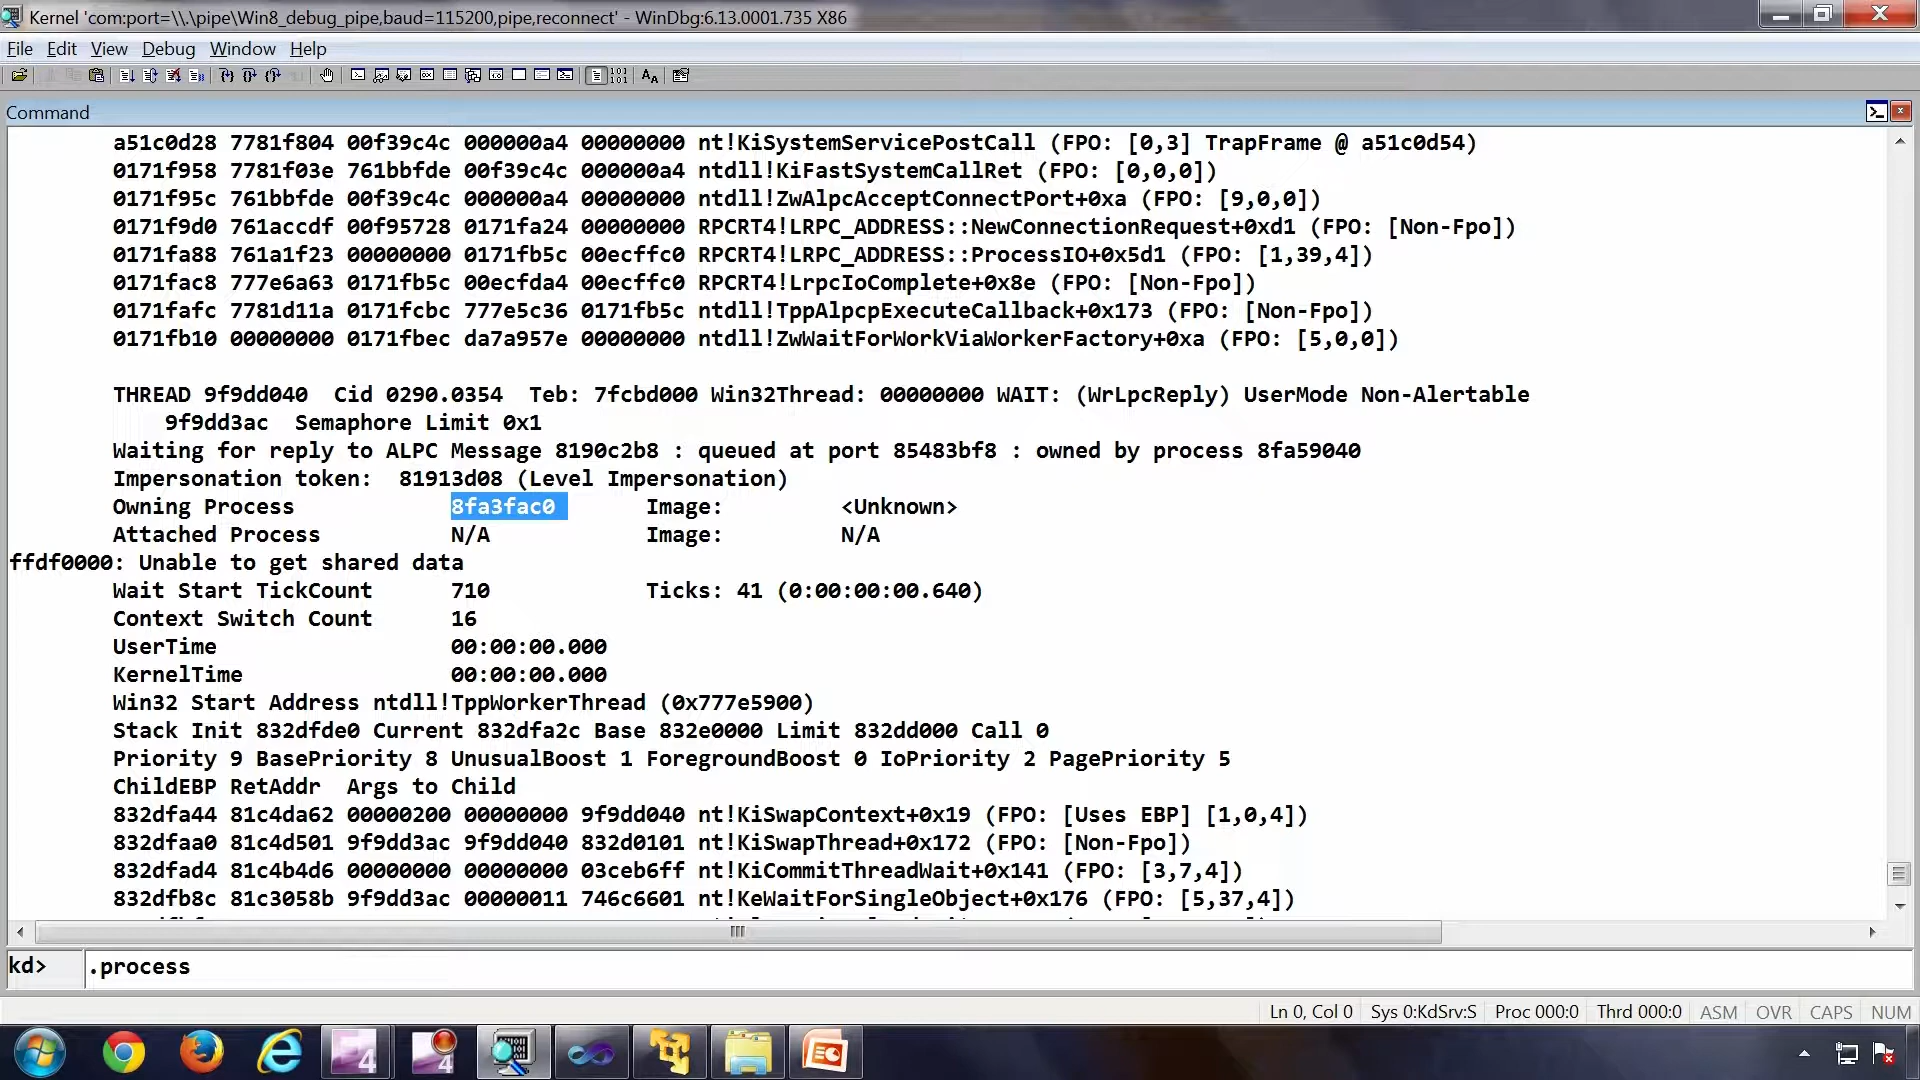 Kernel 'com:port=\\.\pipe\Win8_debug_pipe,baud=115200,pipe,reconnect' - WinDbg:6.13.0001.735 X86
File Edit View Debug Window Help
Command
a51c0d28 7781f804 00f39c4c 000000a4 00000000 nt!KiSystemServicePostCall (FPO: [0,3] TrapFrame @ a51c0d54)
0171f958 7781f03e 761bbfde 00f39c4c 000000a4 ntdll!KiFastSystemCallRet (FPO: [0,0,0])
0171f95c 761bbfde 00f39c4c 000000a4 00000000 ntdll!ZwAlpcAcceptConnectPort+0xa (FPO: [9,0,0])
0171f9d0 761accdf 00f95728 0171fa24 00000000 RPCRT4!LRPC_ADDRESS::NewConnectionRequest+0xd1 (FPO: [Non-Fpo])
0171fa88 761a1f23 00000000 0171fb5c 00ecffc0 RPCRT4!LRPC_ADDRESS::ProcessIO+0x5d1 (FPO: [1,39,4])
0171fac8 777e6a63 0171fb5c 00ecfda4 00ecffc0 RPCRT4!LrpcIoComplete+0x8e (FPO: [Non-Fpo])
0171fafc 7781d11a 0171fcbc 777e5c36 0171fb5c ntdll!TppAlpcpExecuteCallback+0x173 (FPO: [Non-Fpo])
0171fb10 00000000 0171fbec da7a957e 00000000 ntdll!ZwWaitForWorkViaWorkerFactory+0xa (FPO: [5,0,0])
THREAD 9f9dd040 Cid 0290.0354 Teb: 7fcbd000 Win32Thread: 00000000 WAIT: (WrLpcReply) UserMode Non-Alertable
9f9dd3ac Semaphore Limit 0x1
Waiting for reply to ALPC Message 8190c2b8 : queued at port 85483bf8 : owned by process 8fa59040
Impersonation token: 81913d08 (Level Impersonation)
Owning Process 8fa3fac0 Image: <Unknown>
Attached Process N/A Image: N/A
ffdf0000: Unable to get shared data
Wait Start TickCount 710 Ticks: 41 (0:00:00:00.640)
Context Switch Count 16
UserTime 00:00:00.000
KernelTime 00:00:00.000
Win32 Start Address ntdll!TppWorkerThread (0x777e5900)
Stack Init 832dfde0 Current 832dfa2c Base 832e0000 Limit 832dd000 Call 0
Priority 9 BasePriority 8 UnusualBoost 1 ForegroundBoost 0 IoPriority 2 PagePriority 5
ChildEBP RetAddr Args to Child
832dfa44 81c4da62 00000200 00000000 9f9dd040 nt!KiSwapContext+0x19 (FPO: [Uses EBP] [1,0,4])
832dfaa0 81c4d501 9f9dd3ac 9f9dd040 832d0101 nt!KiSwapThread+0x172 (FPO: [Non-Fpo])
832dfad4 81c4b4d6 00000000 00000000 03ceb6ff nt!KiCommitThreadWait+0x141 (FPO: [3,7,4])
832dfb8c 81c3058b 9f9dd3ac 00000011 746c6601 nt!KeWaitForSingleObject+0x176 (FPO: [5,37,4])
kd> .process
Ln 0, Col 0 Sys 0:KdSrv:S Proc 000:0 Thrd 000:0 ASM OVR CAPS NUM